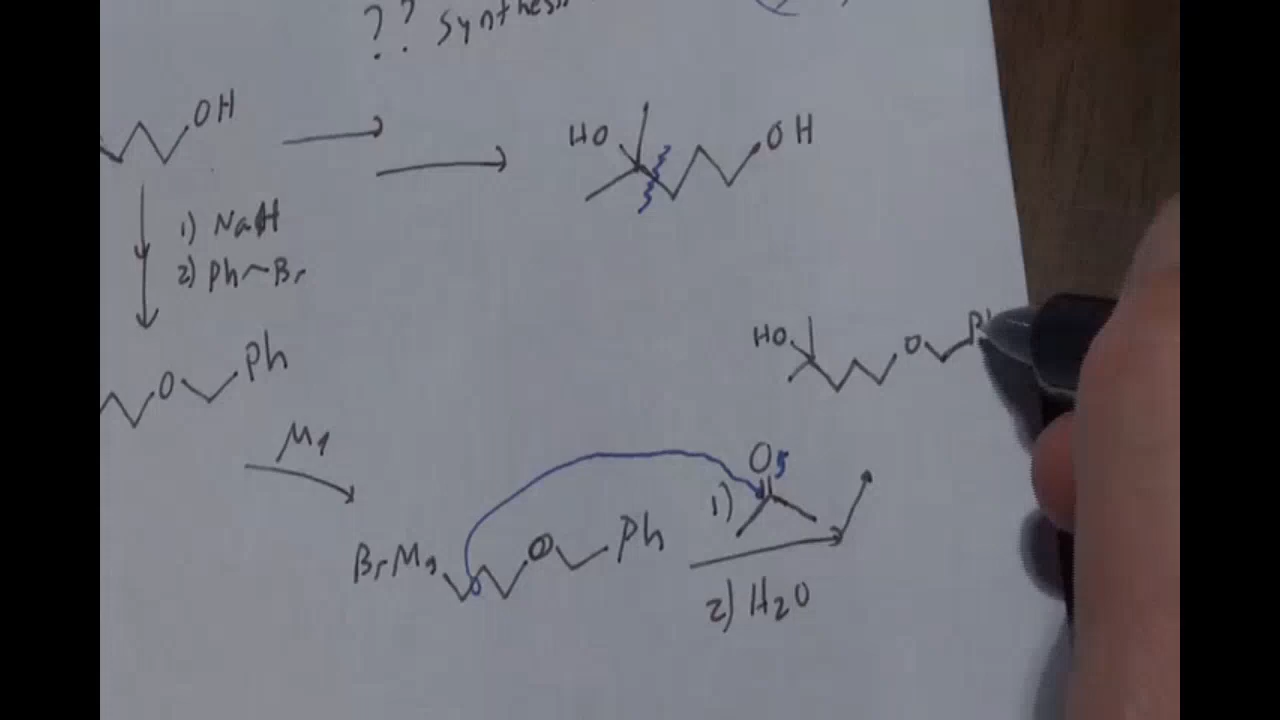 ?? Synthesis
OH
HO
OH
1) NaH
2) Ph Br
HO
O
O
Ph
Mg
O
1)
BrMg
O
Ph
2) H2O